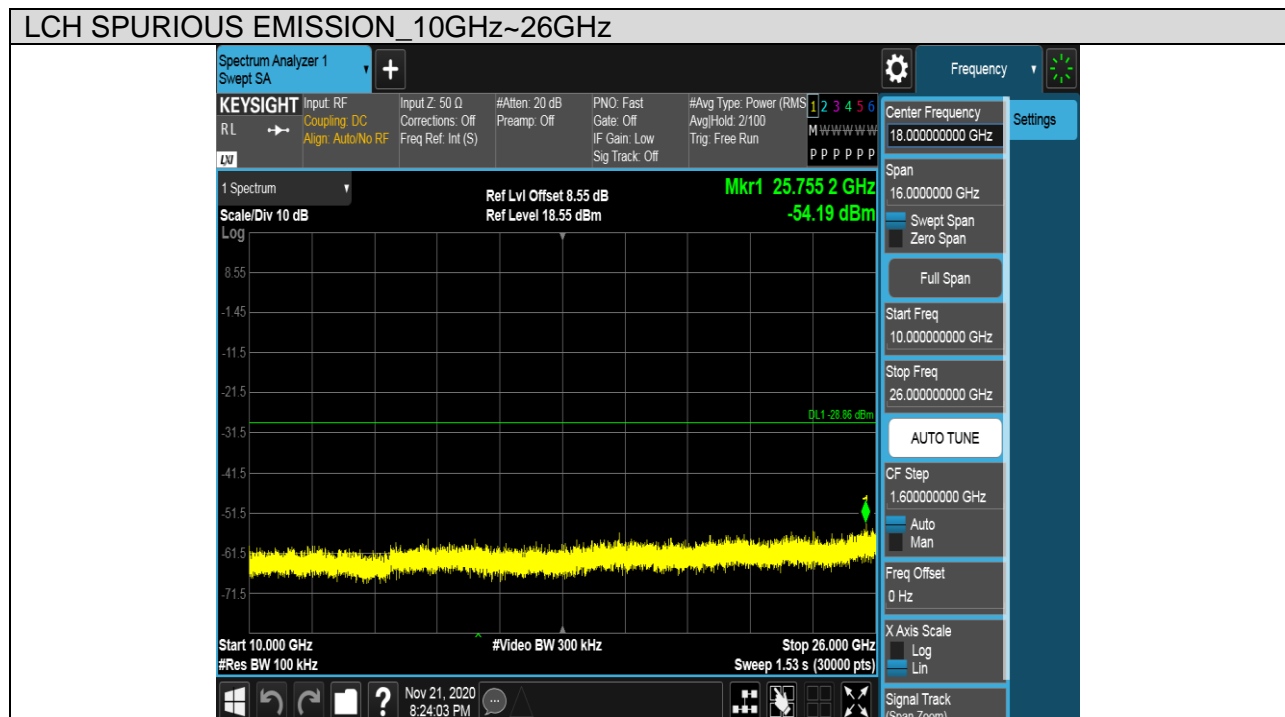 LCH SPURIOUS EMISSION_10GHz~26GHz
Spectrum Analyzer 1
Swept SA
+
Frequency
KEYSIGHT
RL
LXI
Input: RF
Coupling: DC
Align: Auto/No RF
Input Z: 50 Ω
Corrections: Off
Freq Ref: Int (S)
#Atten: 20 dB
Preamp: Off
PNO: Fast
Gate: Off
IF Gain: Low
Sig Track: Off
#Avg Type: Power (RMS
Avg|Hold: 2/100
Trig: Free Run
1 2 3 4 5 6
M W W W W W
P P P P P P
1 Spectrum
Scale/Div 10 dB
Log
Ref Lvl Offset 8.55 dB
Ref Level 18.55 dBm
Mkr1 25.755 2 GHz
-54.19 dBm
8.55
-1.45
-11.5
-21.5
DL1 -28.86 dBm
-31.5
-41.5
1
-51.5
-61.5
-71.5
Start 10.000 GHz
#Res BW 100 kHz
#Video BW 300 kHz
Stop 26.000 GHz
Sweep 1.53 s (30000 pts)
?
Nov 21, 2020
8:24:03 PM
Center Frequency
18.000000000 GHz
Settings
Span
16.0000000 GHz
Swept Span
Zero Span
Full Span
Start Freq
10.000000000 GHz
Stop Freq
26.000000000 GHz
AUTO TUNE
CF Step
1.600000000 GHz
Auto
Man
Freq Offset
0 Hz
X Axis Scale
Log
Lin
Signal Track
(Span Zoom)